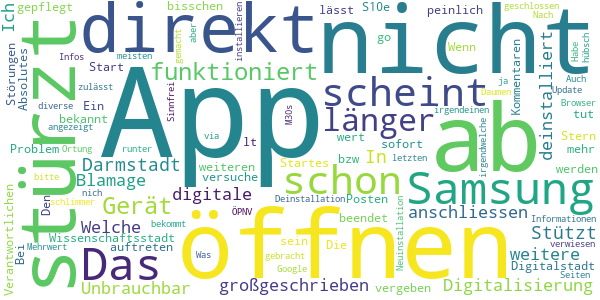 gepflegt
Ich
bisschen
direkt
lässt
S10e
peinlich
nicht
geschlossen
Nach
Störungen
Absolutes
stürzt
meisten
Infos
Start
zulässt
gemacht
aber
installieren
App
go
Wenn
Kommentaren
Auch
Update
Habe
hübsch
funktioniert
scheint
deinstalliert
Ein
bekannt
diverse
Sinnfrei
via
M30s
länger
wert
sofort
tut
Daumen
ja
irgendeinen
Browser
Stern
mehr
angezeigt
Ortung
runter
lt
Problem
Darmstadt
weiteren
versuche
Startes
In
bzw
letzten
ab
irgendwelche
werden
Blamage
schon
Samsung
Den
bitte
nich
Gerät
digitale
Deinstallation
Posten
anschliessen
Informationen
Verantwortlichen
schlimmer
Welche
auftreten
bekommt
ÖPNV
öffnen
beendet
Neuinstallation
Stützt
verwiesen
Wissenschaftsstadt
Bei
Das
Was
sein
Die
weitere
Mehrwert
gebracht
Google
Digitalstadt
Seiten
Unbrauchbar
großgeschrieben
vergeben
Digitalisierung